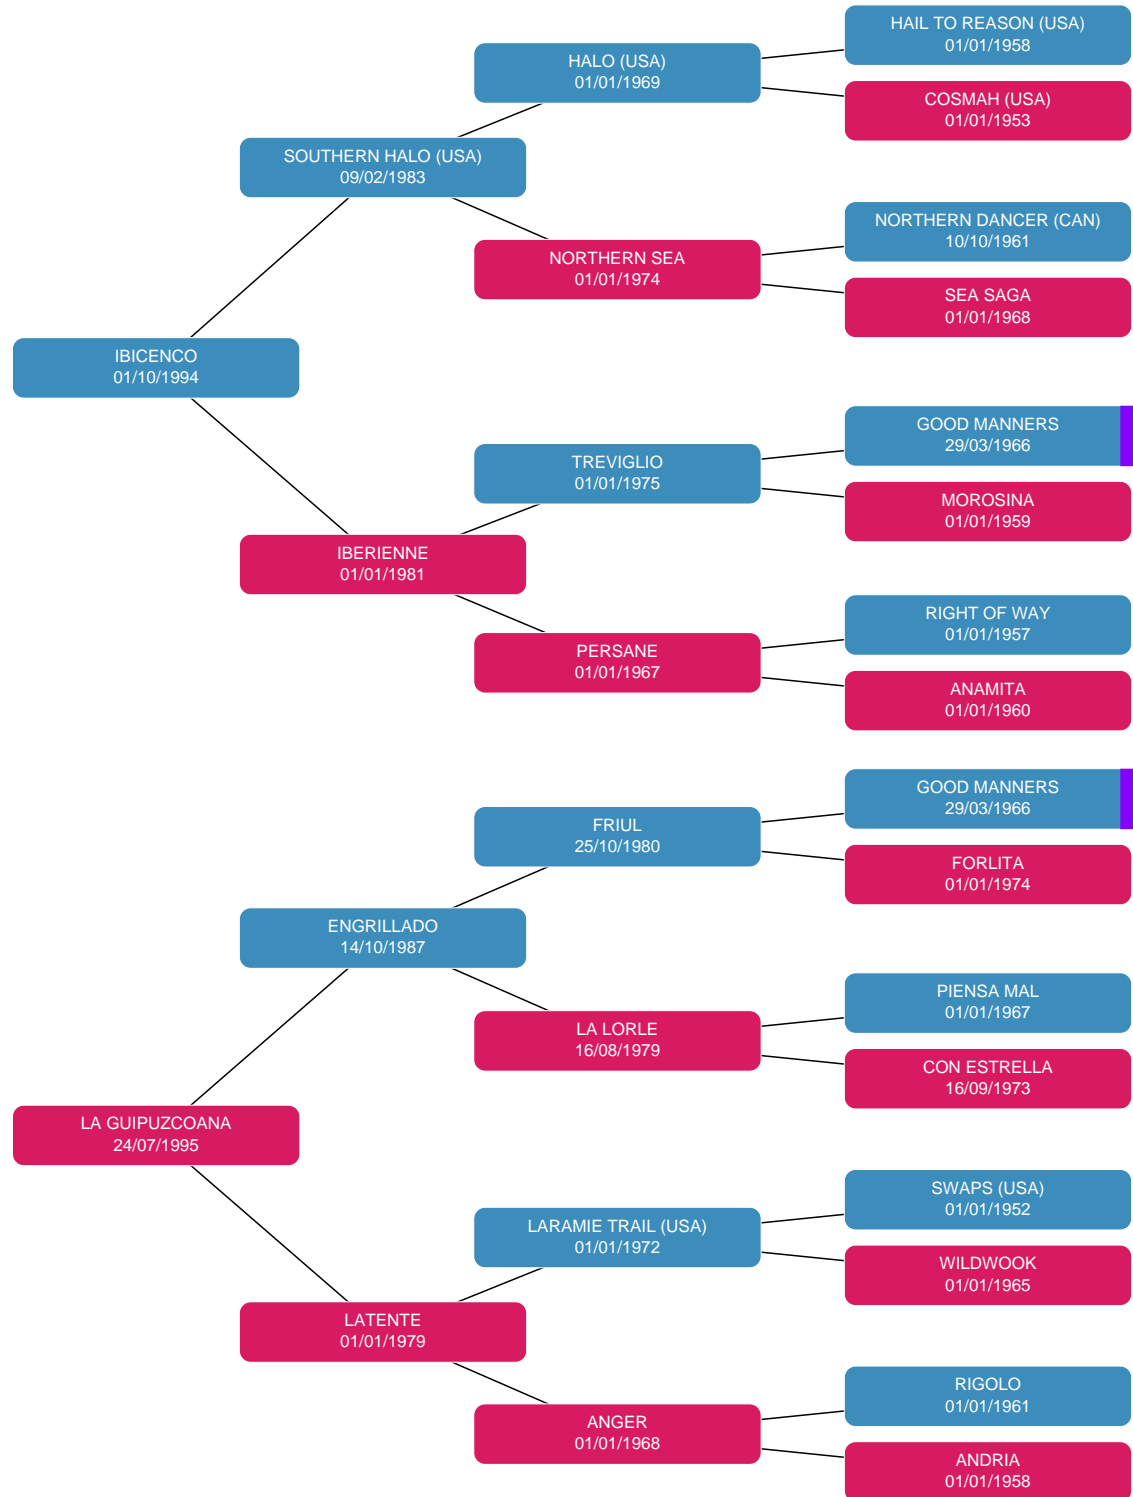 HAIL TO REASON (USA)
01/01/1958
HALO (USA)
01/01/1969
COSMAH (USA)
01/01/1953
SOUTHERN HALO (USA)
09/02/1983
NORTHERN DANCER (CAN)
10/10/1961
NORTHERN SEA
01/01/1974
SEA SAGA
01/01/1968
IBICENCO
01/10/1994
GOOD MANNERS
29/03/1966
TREVIGLIO
01/01/1975
MOROSINA
01/01/1959
IBERIENNE
01/01/1981
RIGHT OF WAY
01/01/1957
PERSANE
01/01/1967
ANAMITA
01/01/1960
GOOD MANNERS
29/03/1966
FRIUL
25/10/1980
FORLITA
01/01/1974
ENGRILLADO
14/10/1987
PIENSA MAL
01/01/1967
LA LORLE
16/08/1979
CON ESTRELLA
16/09/1973
LA GUIPUZCOANA
24/07/1995
SWAPS (USA)
01/01/1952
LARAMIE TRAIL (USA)
01/01/1972
WILDWOOK
01/01/1965
LATENTE
01/01/1979
RIGOLO
01/01/1961
ANGER
01/01/1968
ANDRIA
01/01/1958